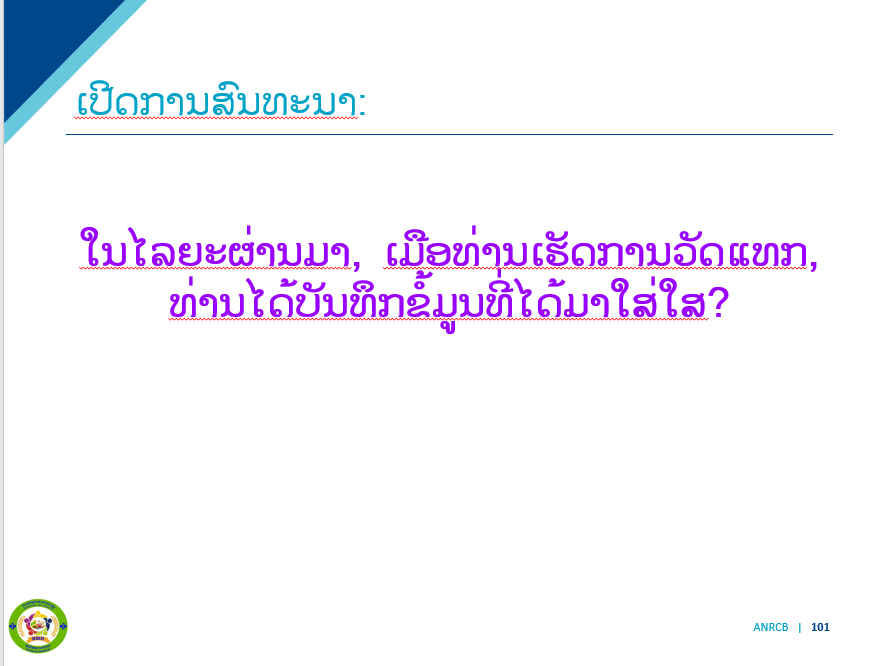 ເປີດການສົນທະນາ:
ໃນໄລຍະຜ່ານມາ, ເມືອທ່ານເຮັດການວັດແທກ,
ທ່ານໄດ້ບັນທຶກຂໍ້ມູນທີ່ໄດ້ມາໃສ່ໃສ?
ANRCB | 101